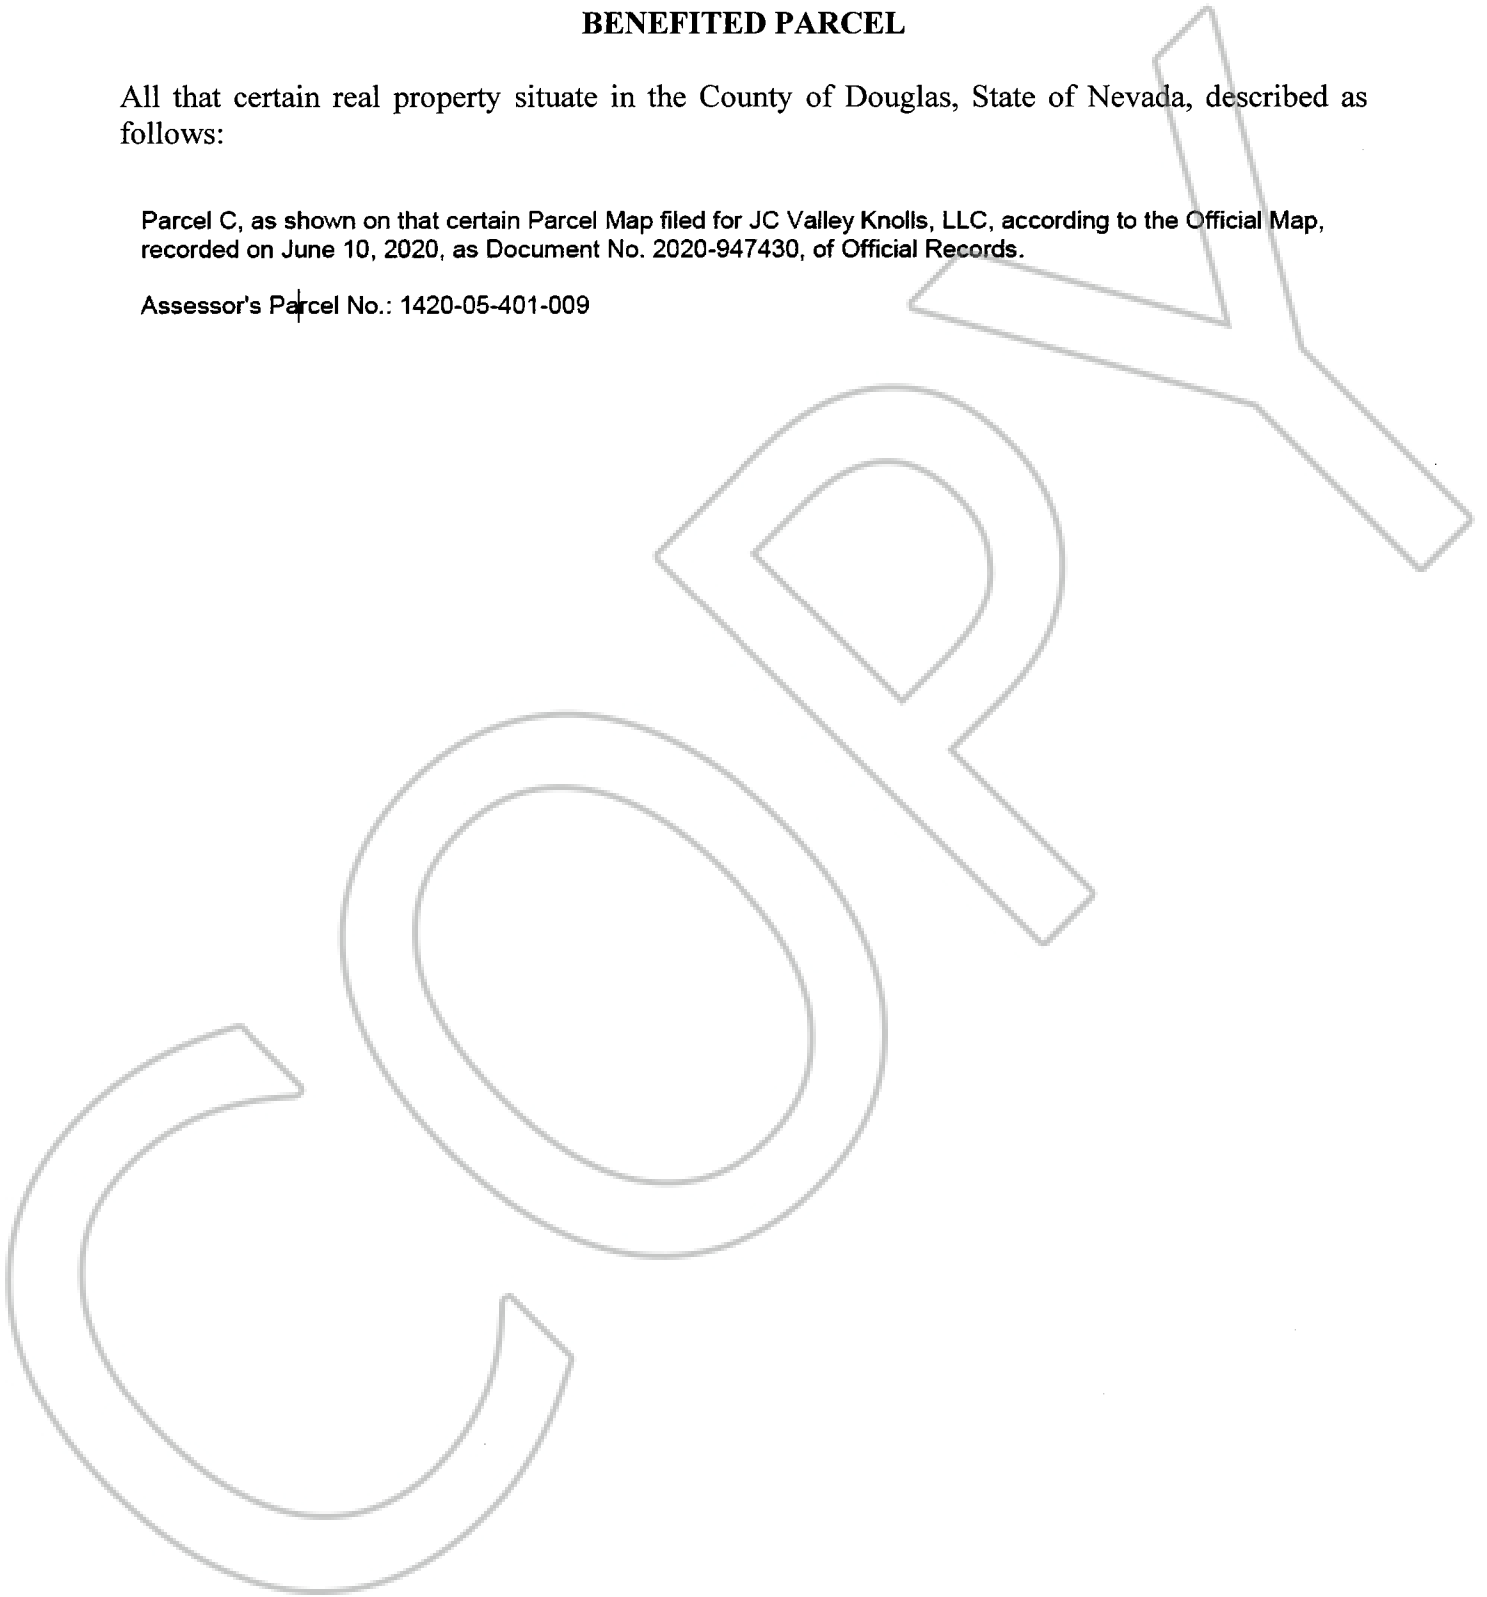 BENEFITED PARCEL
All that certain real property situate in the County of Douglas, State of Nevada, described as
follows:
Parcel C, as shown on that certain Parcel Map filed for JC Valley Knolls, LLC, according to the Official Map,
recorded on June 10, 2020, as Document No. 2020-947430, of Official Records.
Assessor's Parcel No.: 1420-05-401-009
COPY